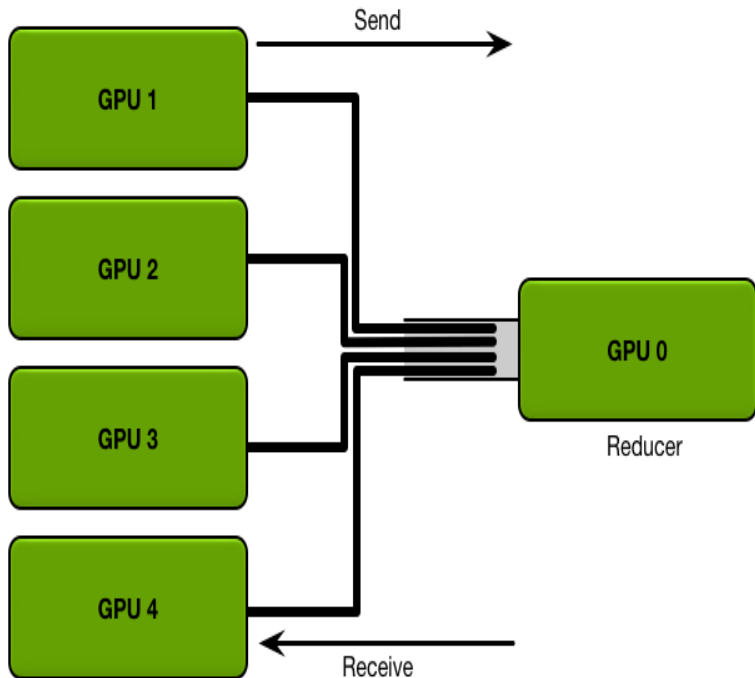 Send
GPU 1
GPU 2
GPU 3
GPU 4
GPU 0
Reducer
Receive